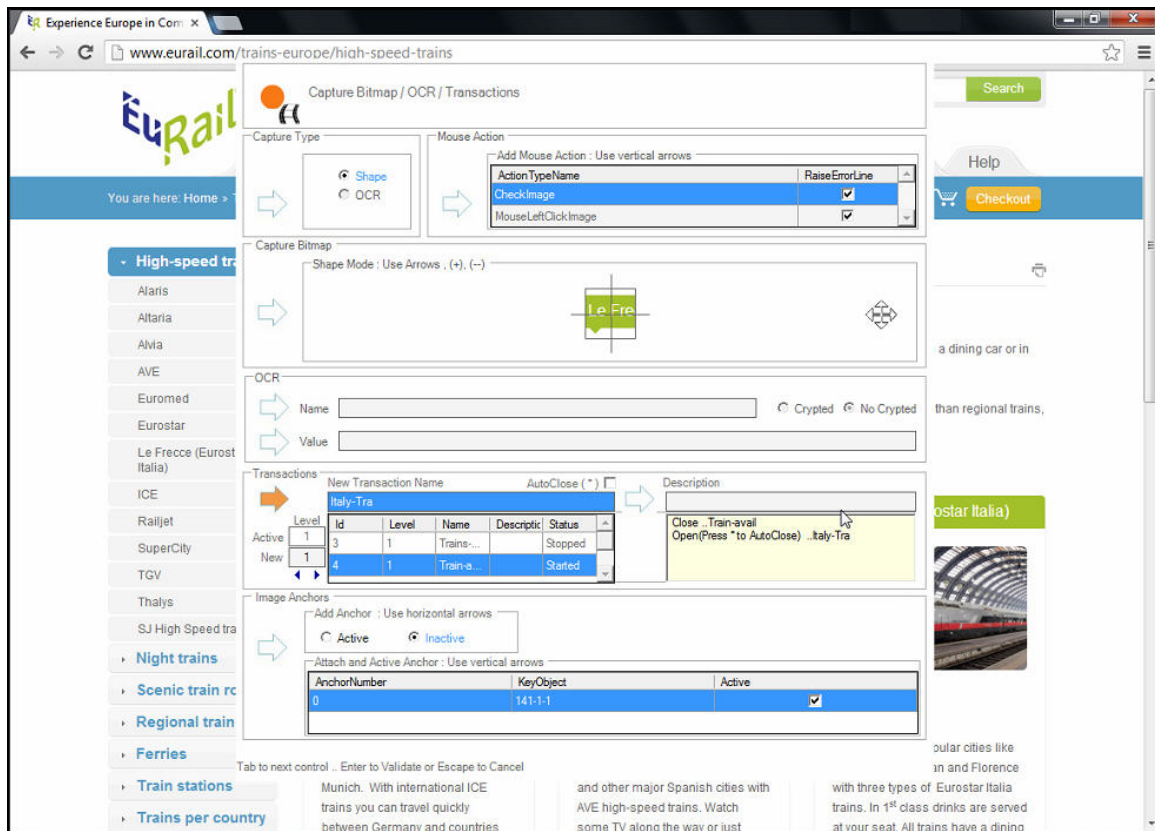 Experience Europe in Com
www.eurail.com/trains-europe/high-speed-trains
EuRail
Search
Help
You are here: Home »
Checkout
Capture Bitmap / OCR / Transactions
Capture Type
Shape
OCR
Mouse Action
Add Mouse Action : Use vertical arrows
ActionTypeName RaiseErrorLine
CheckImage
MouseLeftClickImage
Capture Bitmap
Shape Mode : Use Arrows , (+), (--)
Le Fre
OCR
Name
Crypted No Crypted
Value
Transactions
New Transaction Name AutoClose ( * )
Italy-Tra
Level
Active 1
New 1
Id Level Name Descriptic Status
3 1 Trains-... Stopped
4 1 Train-a... Started
Description
Close ..Train-avail
Open(Press * to AutoClose) ..Italy-Tra
Image Anchors
Add Anchor : Use horizontal arrows
Active Inactive
Attach and Active Anchor : Use vertical arrows
AnchorNumber KeyObject Active
0 141-1-1
Tab to next control .. Enter to Validate or Escape to Cancel
High-speed tra
Alaris
Altaria
Alvia
AVE
Euromed
Eurostar
Le Frecce (Eurost
Italia)
ICE
Railjet
SuperCity
TGV
Thalys
SJ High Speed tra
Night trains
Scenic train ro
Regional train
Ferries
Train stations
Trains per country
a dining car or in
than regional trains,
ostar Italia)
Munich. With international ICE
trains you can travel quickly
between Germany and countries
and other major Spanish cities with
AVE high-speed trains. Watch
some TV along the way or just
pular cities like
an and Florence
with three types of Eurostar Italia
trains. In 1st class drinks are served
at your seat. All trains have a dining